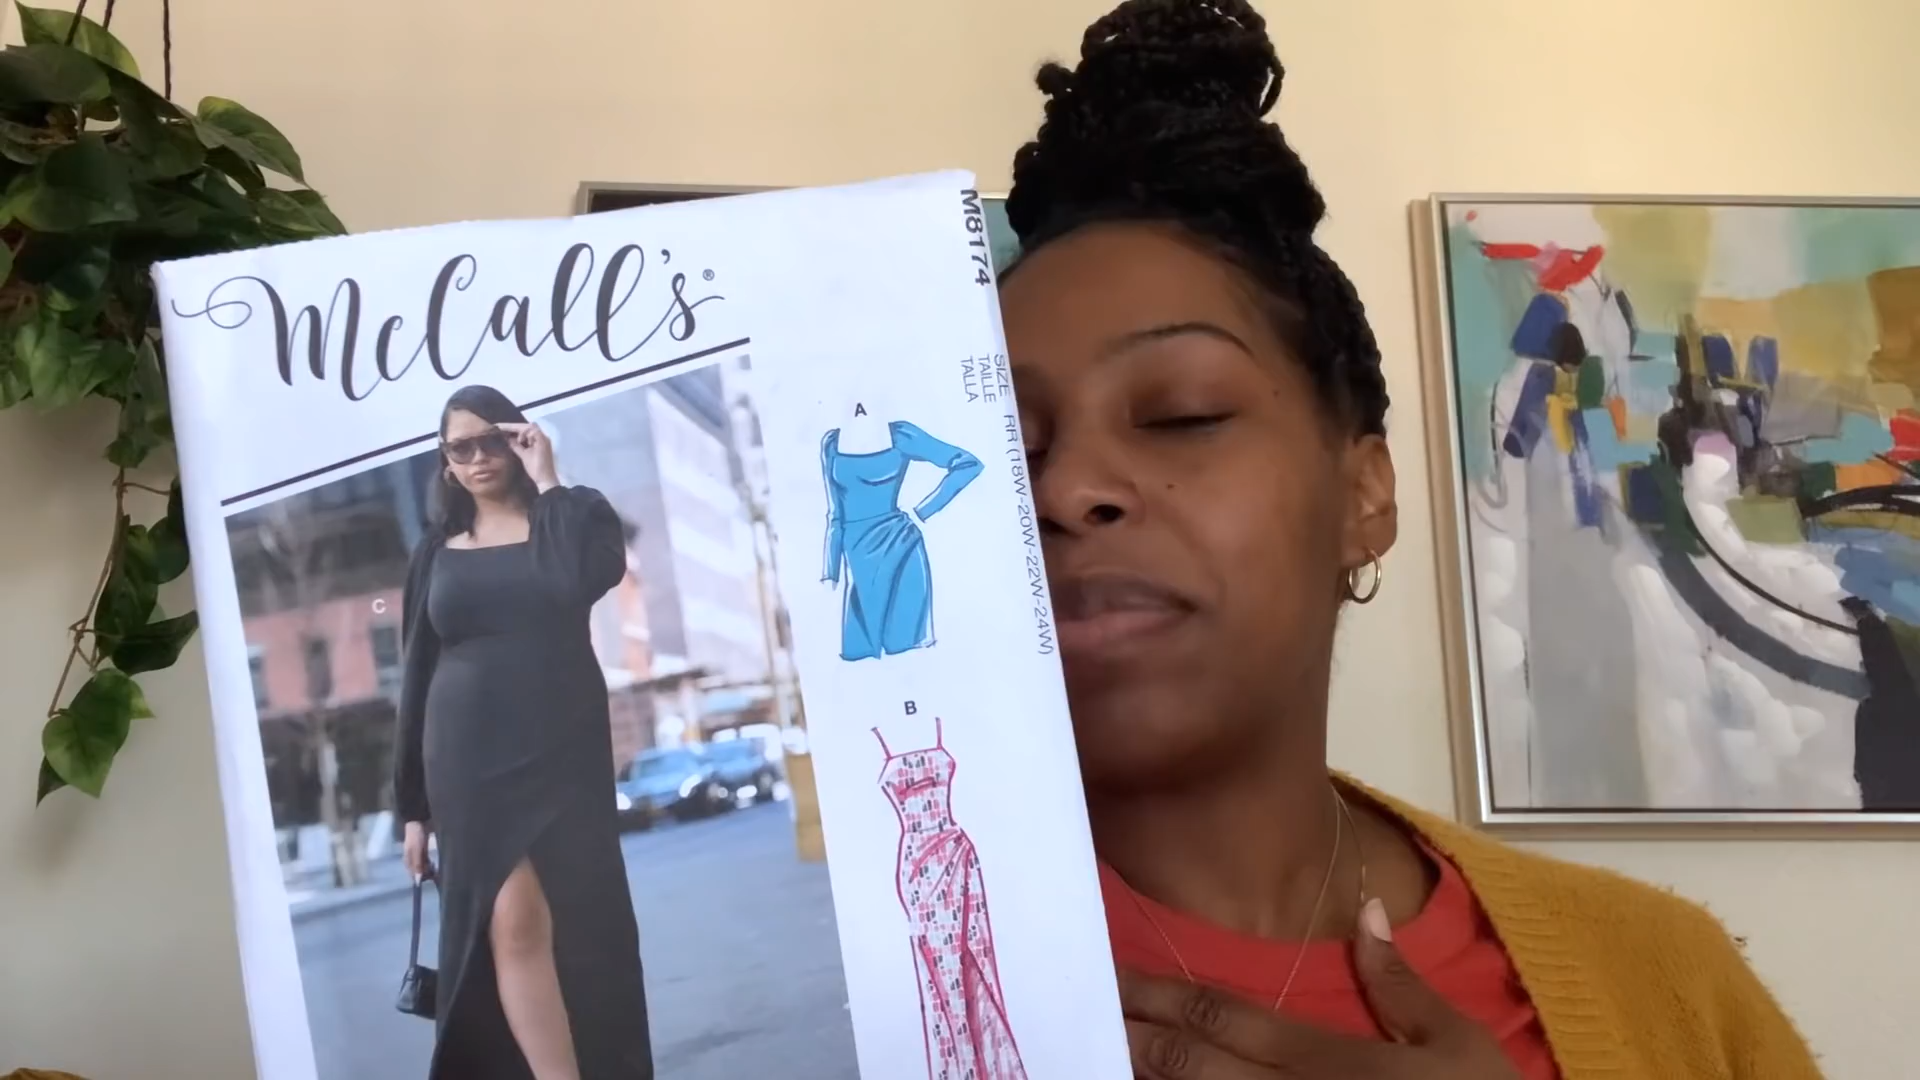 McCall's®
M8174
SIZE
TAILLE
TALLA
RR (18W-20W-22W-24W)
A
C
B